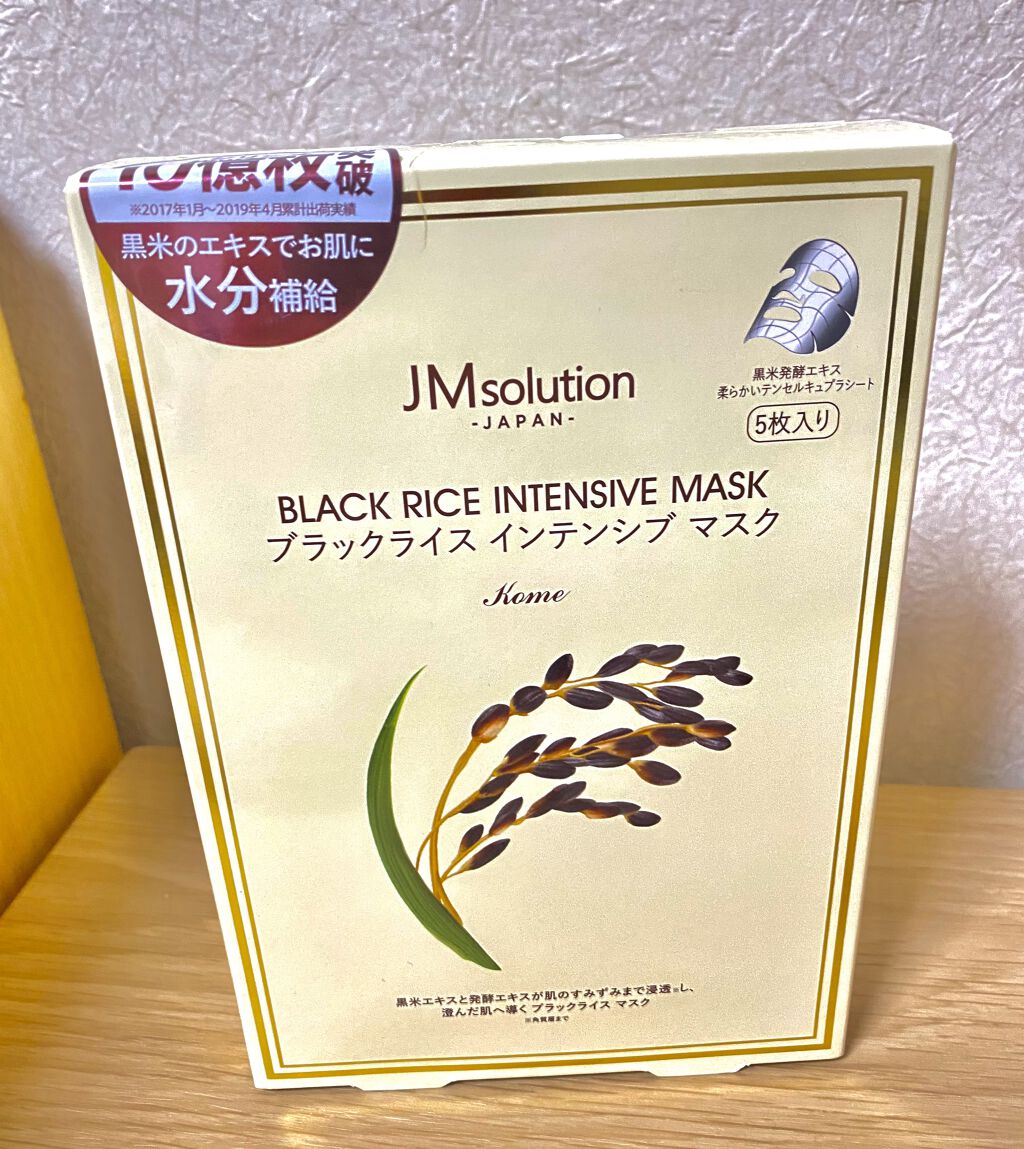 10億枚突破
※2017年1月〜2019年4月累計出荷実績
黒米のエキスでお肌に
水分補給
黒米発酵エキス
柔らかいテンセルキュプラシート
5枚入り
JMsolution
-JAPAN-
BLACK RICE INTENSIVE MASK
ブラックライス インテンシブ マスク
Kome
黒米エキスと発酵エキスが肌のすみずみまで浸透※し、
澄んだ肌へ導く ブラックライス マスク
※角質層まで